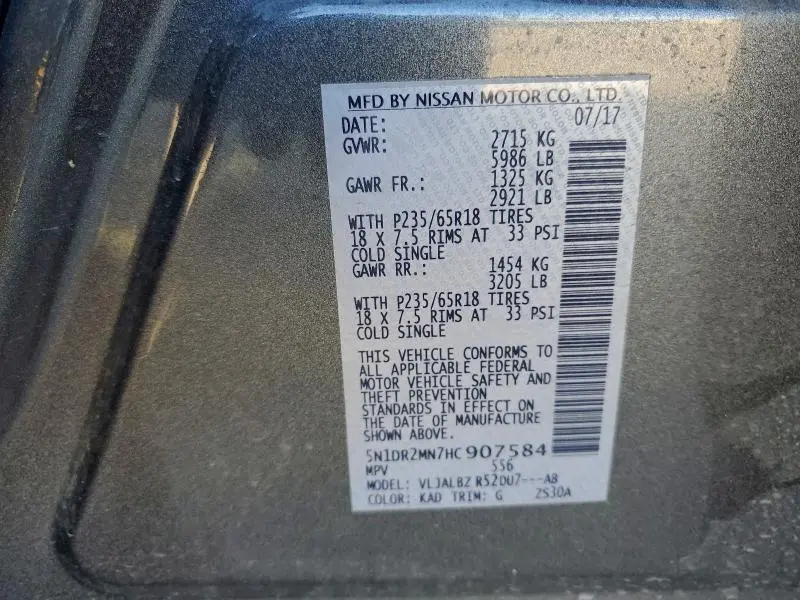 MFD BY NISSAN MOTOR CO., LTD.
DATE: 07/17
GVWR: 2715 KG
5986 LB
GAWR FR.: 1325 KG
2921 LB
WITH P235/65R18 TIRES
18 X 7.5 RIMS AT 33 PSI
COLD SINGLE
GAWR RR.: 1454 KG
3205 LB
WITH P235/65R18 TIRES
18 X 7.5 RIMS AT 33 PSI
COLD SINGLE
THIS VEHICLE CONFORMS TO
ALL APPLICABLE FEDERAL
MOTOR VEHICLE SAFETY AND
THEFT PREVENTION
STANDARDS IN EFFECT ON
THE DATE OF MANUFACTURE
SHOWN ABOVE.
5N1DR2MN7HC907584
MPV 556
MODEL: VLJALBZ R52DU7---AB
COLOR: KAD TRIM: G 2S30A